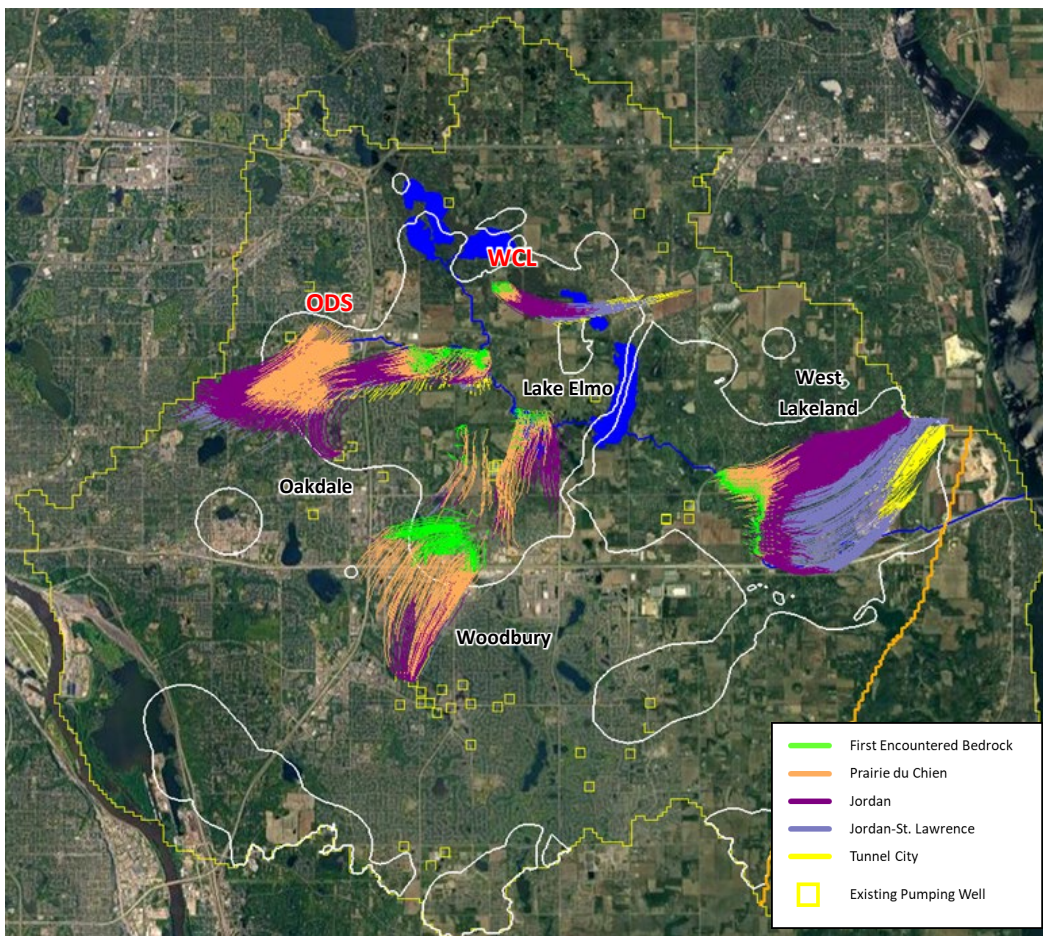 WCL
ODS
Lake Elmo
West
Lakeland
Oakdale
Woodbury
First Encountered Bedrock
Prairie du Chien
Jordan
Jordan-St. Lawrence
Tunnel City
Existing Pumping Well